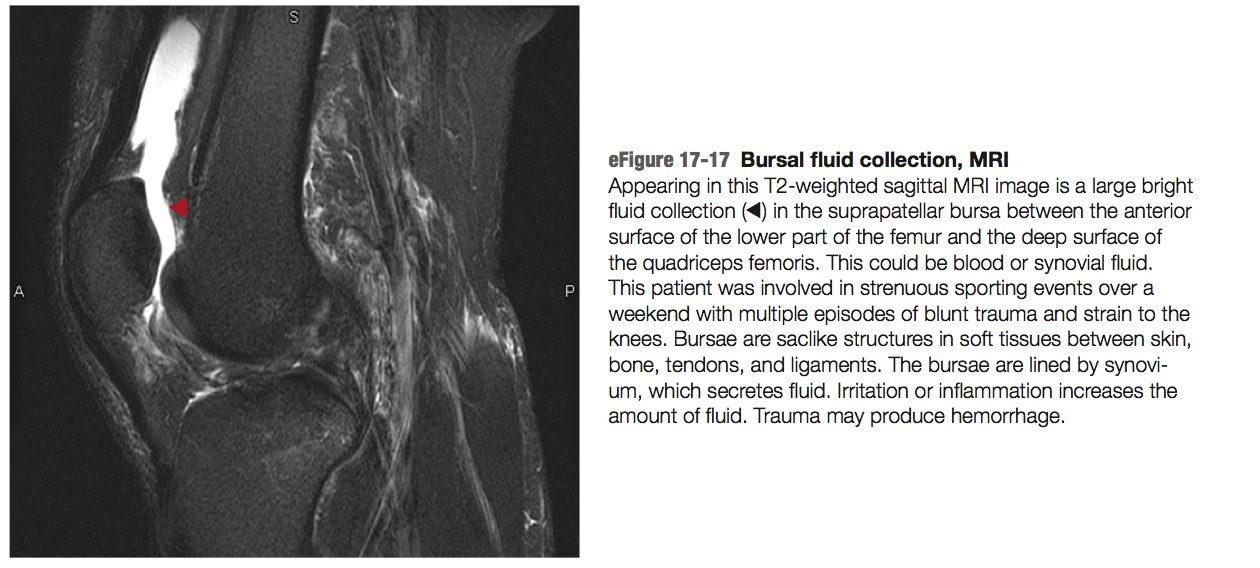 S
A
P
eFigure 17-17 Bursal fluid collection, MRI
Appearing in this T2-weighted sagittal MRI image is a large bright
fluid collection (◀) in the suprapatellar bursa between the anterior
surface of the lower part of the femur and the deep surface of
the quadriceps femoris. This could be blood or synovial fluid.
This patient was involved in strenuous sporting events over a
weekend with multiple episodes of blunt trauma and strain to the
knees. Bursae are saclike structures in soft tissues between skin,
bone, tendons, and ligaments. The bursae are lined by synovi-
um, which secretes fluid. Irritation or inflammation increases the
amount of fluid. Trauma may produce hemorrhage.